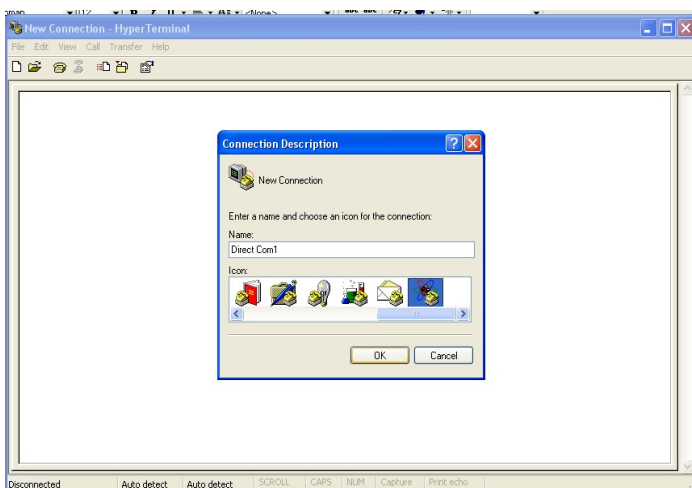 New Connection - HyperTerminal
File Edit View Call Transfer Help
Connection Description
New Connection
Enter a name and choose an icon for the connection:
Name:
Direct Com1
Icon:
OK Cancel
Disconnected Auto detect Auto detect SCROLL CAPS NUM Capture Print echo